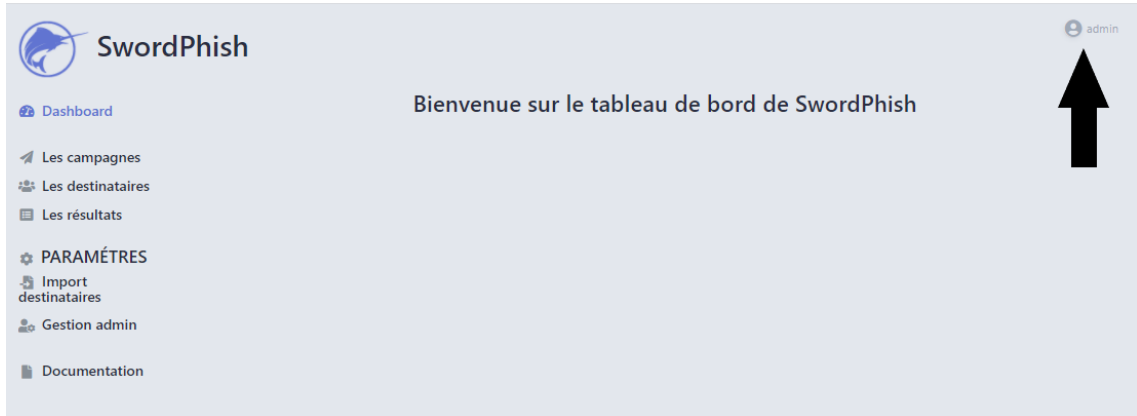 SwordPhish
admin
Dashboard
Bienvenue sur le tableau de bord de SwordPhish
Les campagnes
Les destinataires
Les résultats
PARAMÉTRES
Import
destinataires
Gestion admin
Documentation